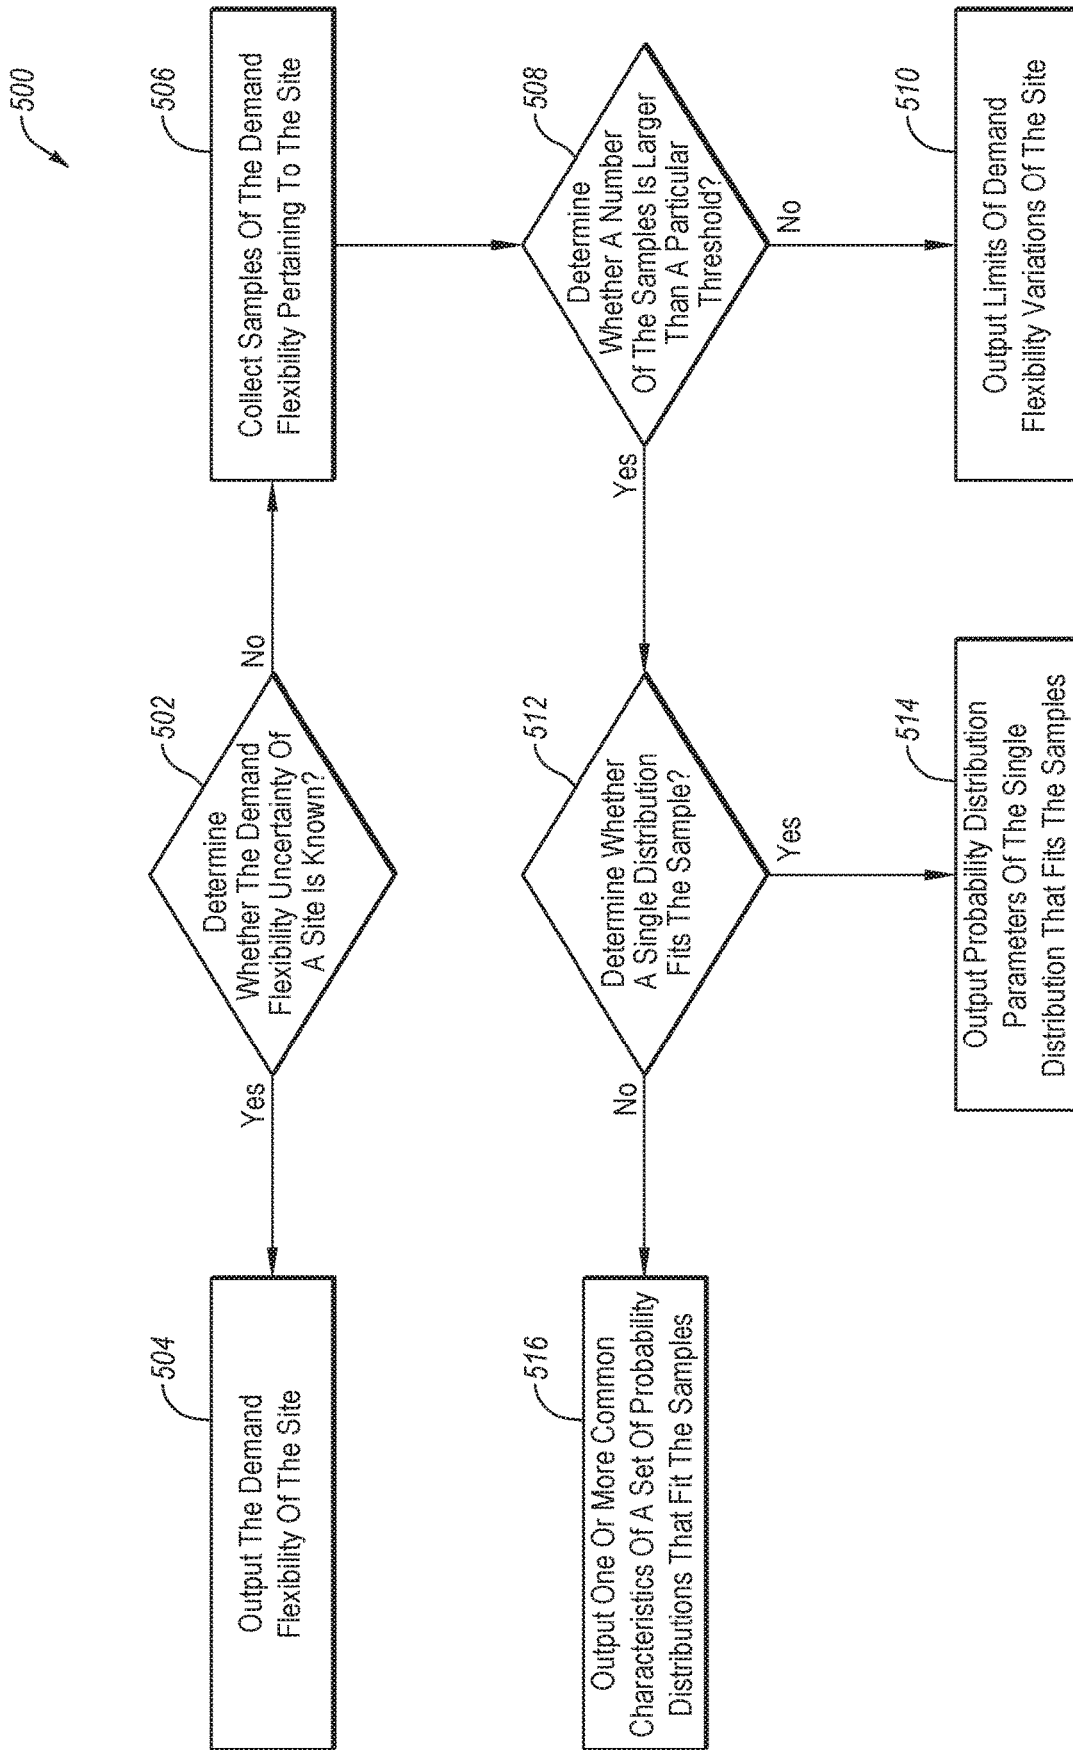 500
502
Determine
Whether The Demand
Flexibility Uncertainty Of
A Site Is Known?
Yes
No
504
Output The Demand
Flexibility Of The Site
506
Collect Samples Of The Demand
Flexibility Pertaining To The Site
508
Determine
Whether A Number
Of The Samples Is Larger
Than A Particular
Threshold?
Yes
No
510
Output Limits Of Demand
Flexibility Variations Of The Site
512
Determine Whether
A Single Distribution
Fits The Sample?
No
Yes
514
Output Probability Distribution
Parameters Of The Single
Distribution That Fits The Samples
516
Output One Or More Common
Characteristics Of A Set Of Probability
Distributions That Fit The Samples